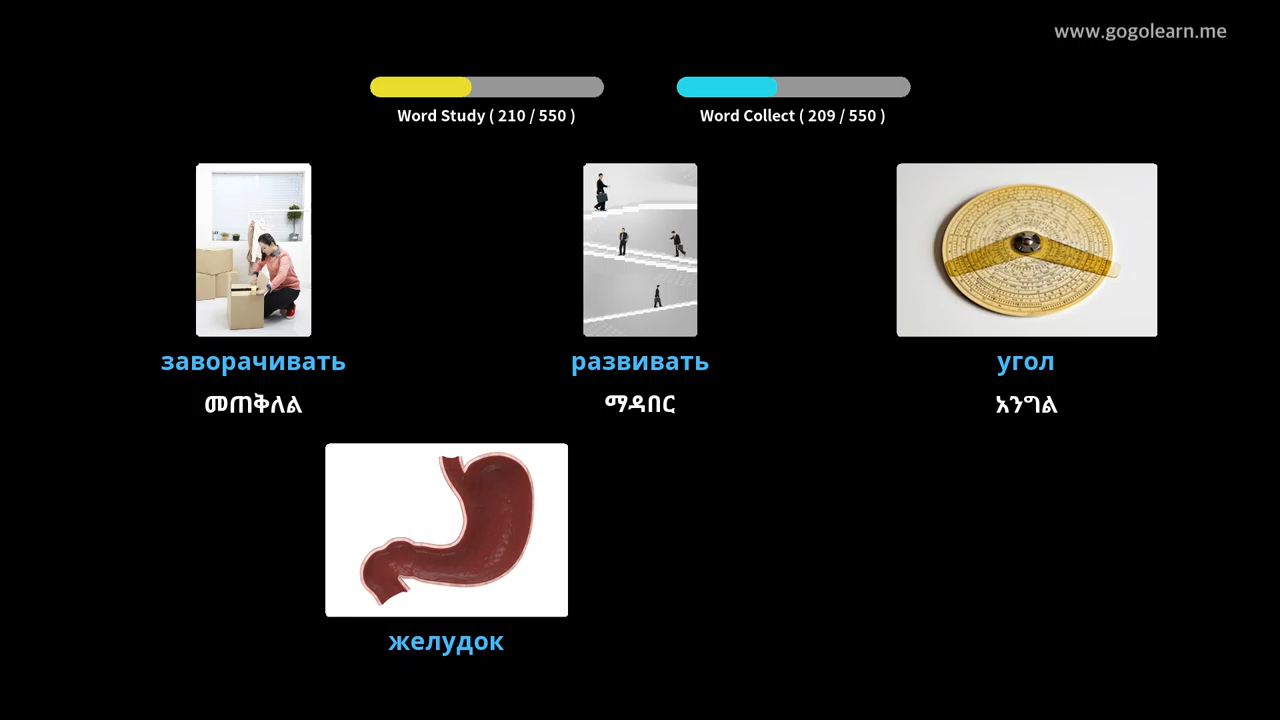 www.gogolearn.me
Word Study ( 210 / 550 )
Word Collect ( 209 / 550 )
заворачивать
развивать
угол
መጠቅለል
ማዳበር
አንግል
желудок